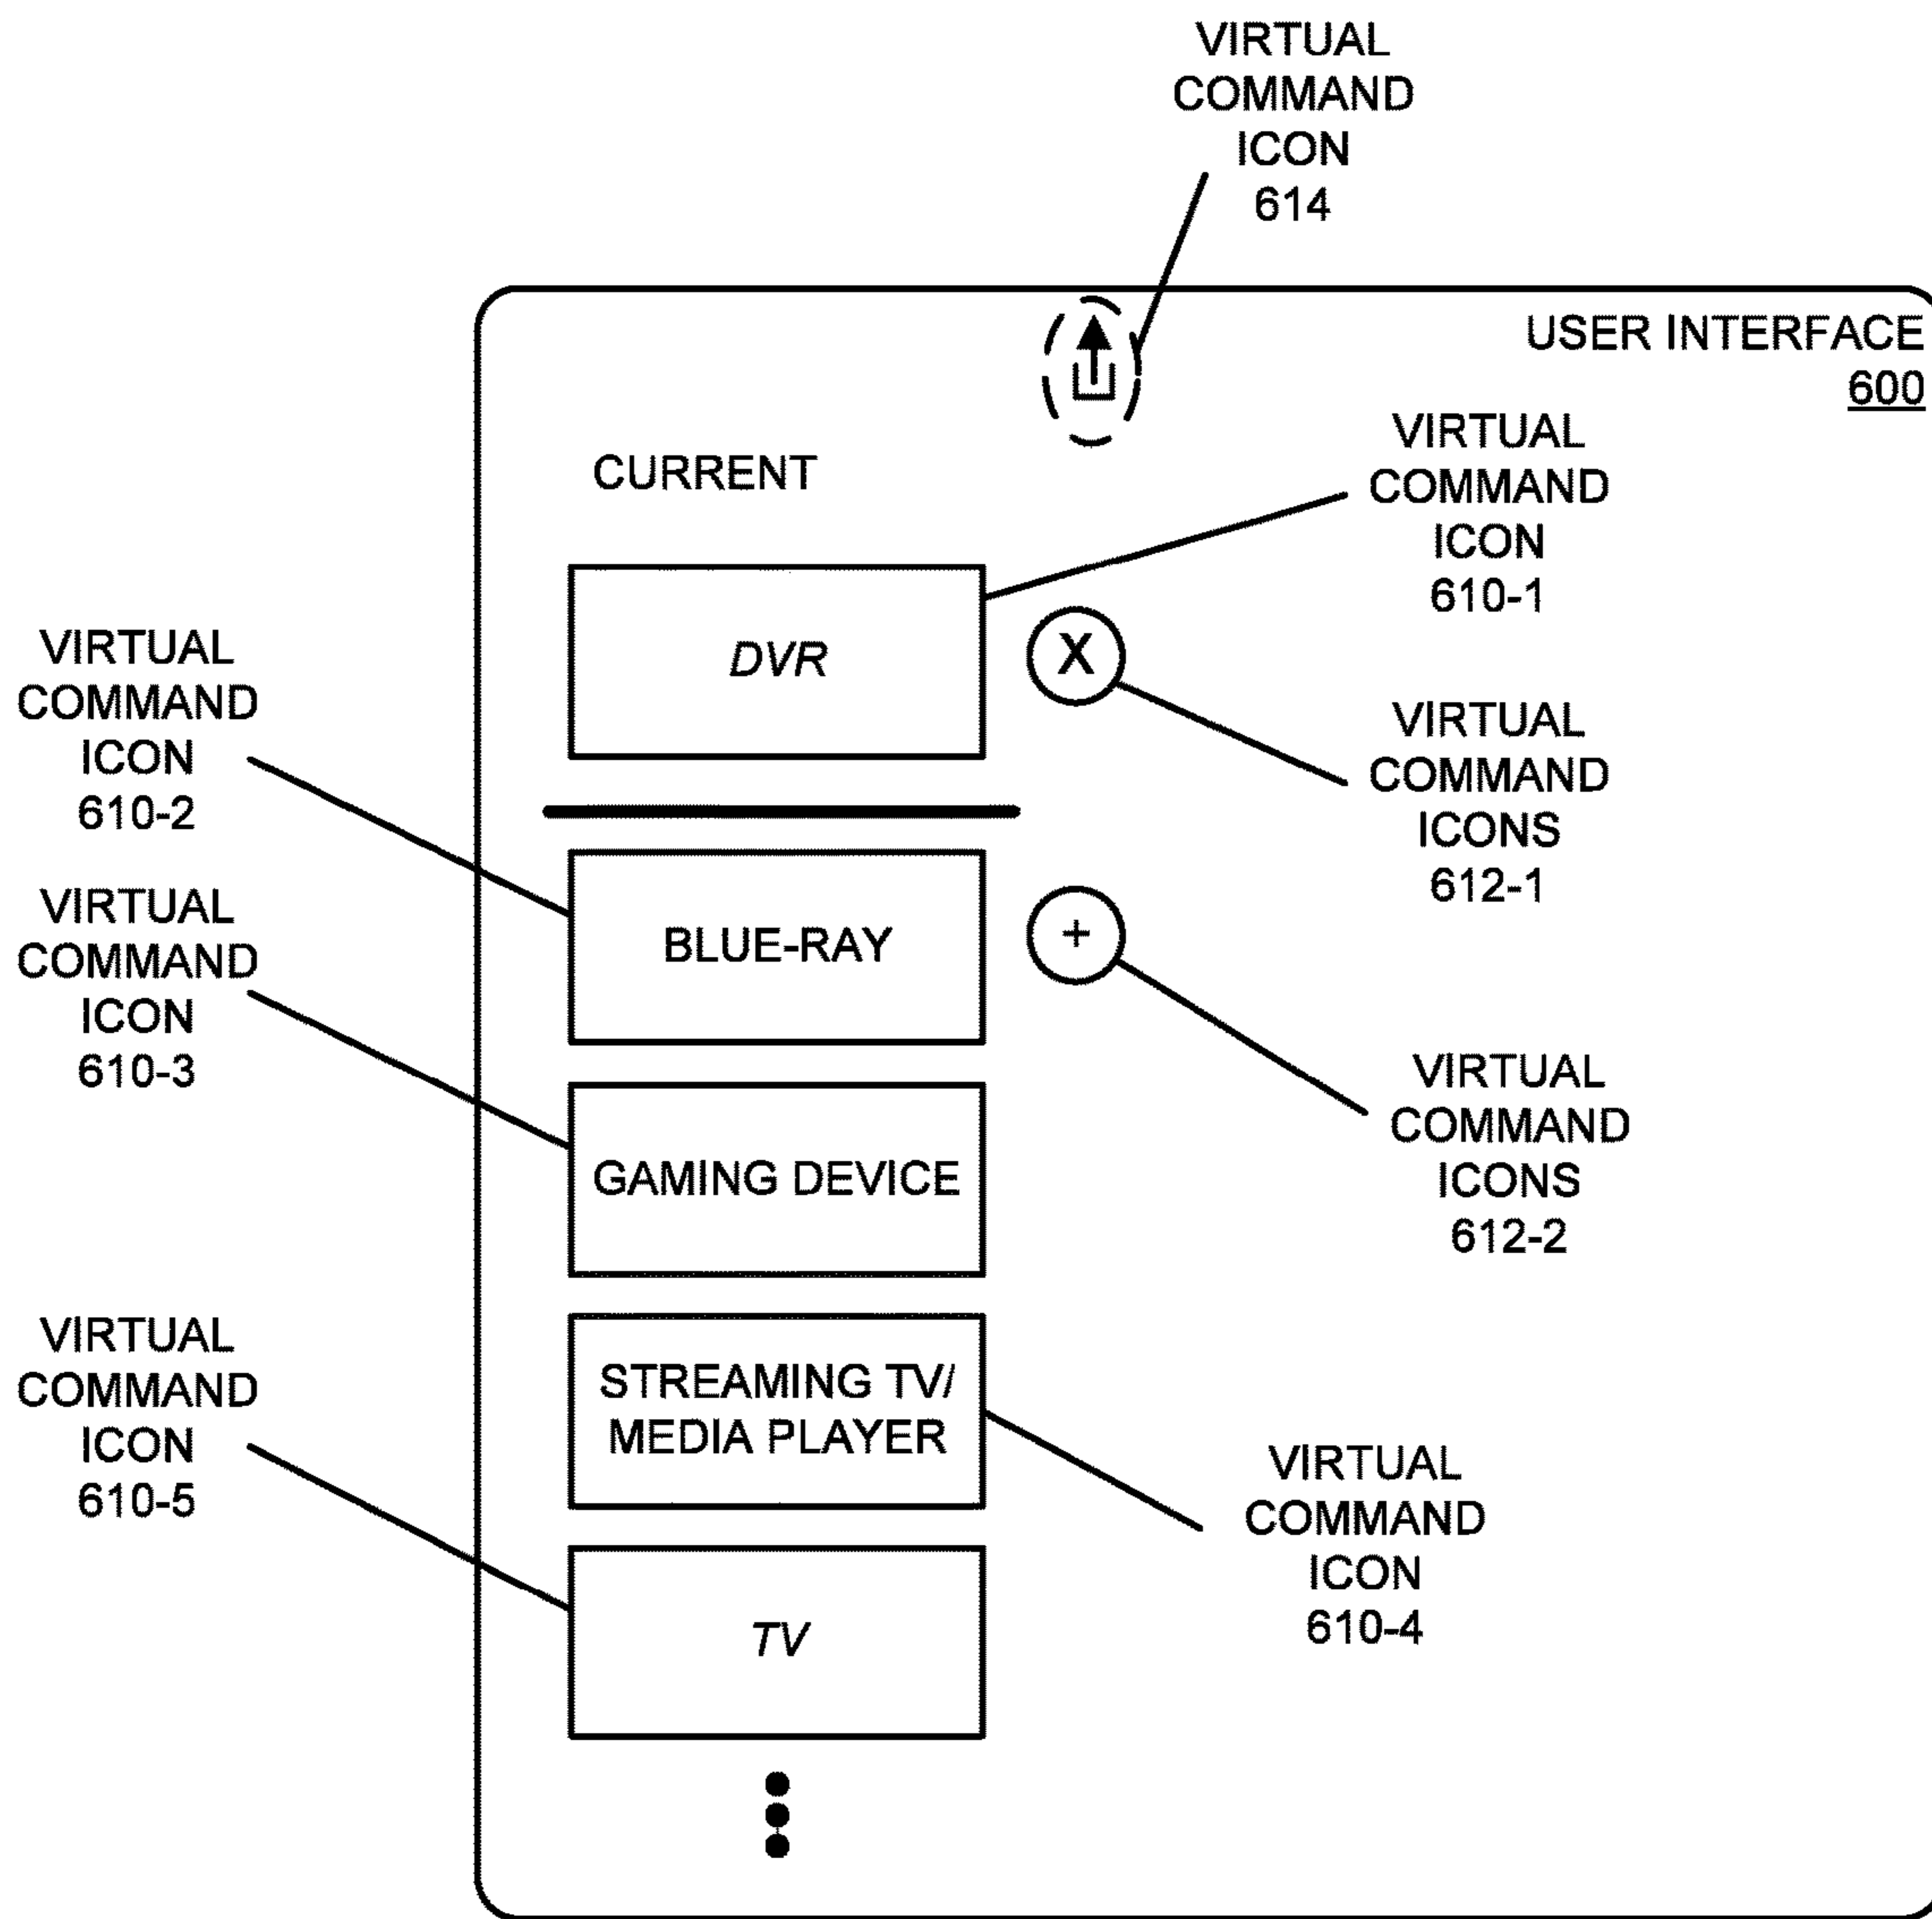 VIRTUAL
COMMAND
ICON
614
USER INTERFACE
600
CURRENT
VIRTUAL
COMMAND
ICON
610-1
DVR
X
VIRTUAL
COMMAND
ICON
610-2
VIRTUAL
COMMAND
ICONS
612-1
BLUE-RAY
+
VIRTUAL
COMMAND
ICON
610-3
VIRTUAL
COMMAND
ICONS
612-2
GAMING DEVICE
STREAMING TV/
MEDIA PLAYER
VIRTUAL
COMMAND
ICON
610-5
VIRTUAL
COMMAND
ICON
610-4
TV